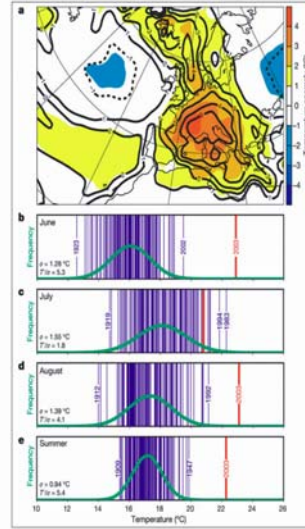 a
4
3
2
1
0
-1
-2
-3
b
June
1923
2002
2003
σ = 1.28 °C
T'/σ = 5.3
Frequency
c
July
1919
1994
1983
σ = 1.55 °C
T'/σ = 1.8
Frequency
d
August
1912
1992
2003
σ = 1.39 °C
T'/σ = 4.1
Frequency
e
Summer
1909
1947
2003
σ = 0.94 °C
T'/σ = 5.4
Frequency
10 12 14 16 18 20 22 24 26
Temperature (°C)